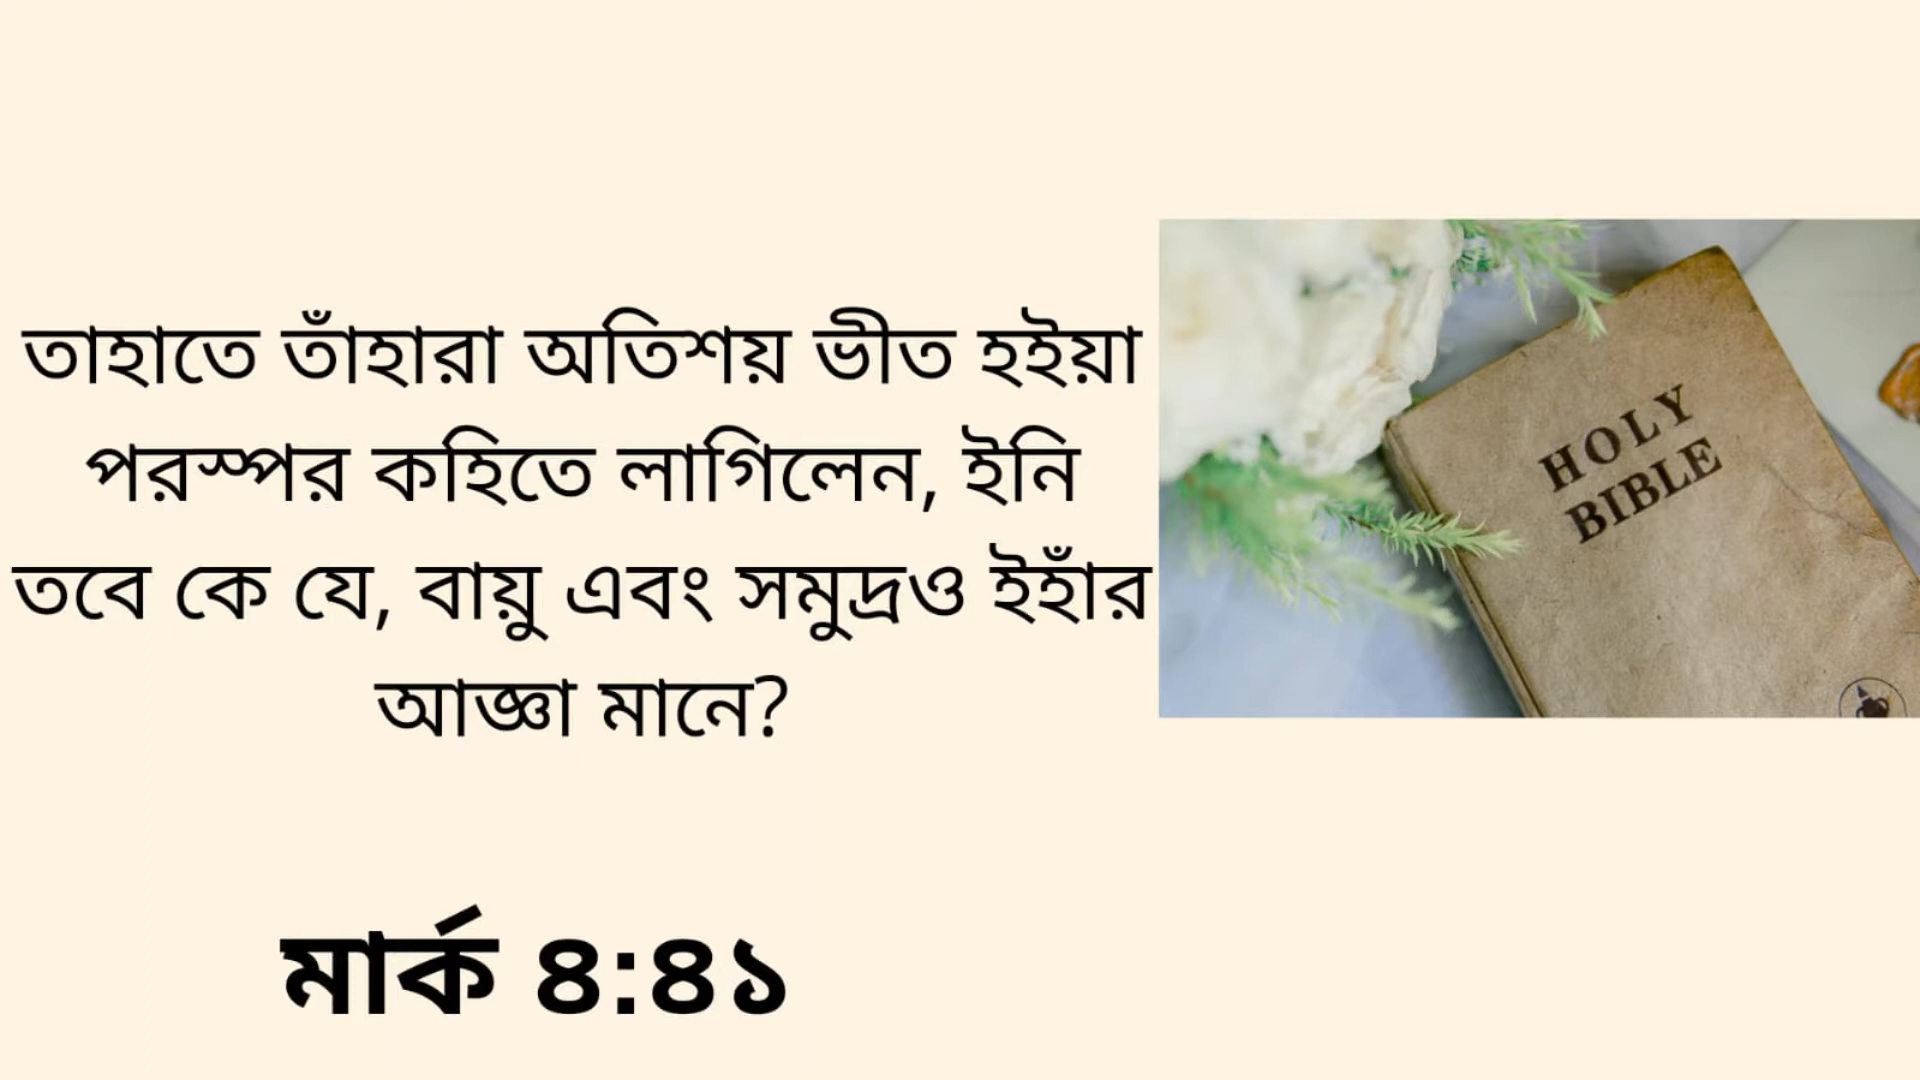 তাহাতে তাঁহারা অতিশয় ভীত হইয়া
পরস্পর কহিতে লাগিলেন, ইনি
তবে কে যে, বায়ু এবং সমুদ্রও ইহাঁর
আজ্ঞা মানে?
মার্ক ৪:৪১
HOLY
BIBLE